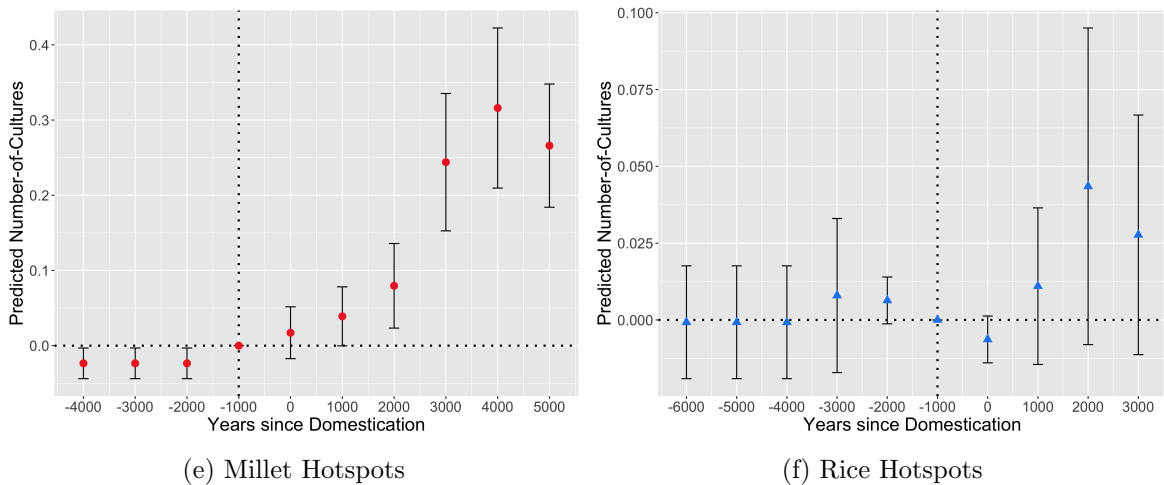 Predicted Number-of-Cultures
0.4
0.3
0.2
0.1
0.0
-4000 -3000 -2000 -1000 0 1000 2000 3000 4000 5000
Years since Domestication
(e) Millet Hotspots
Predicted Number-of-Cultures
0.100
0.075
0.050
0.025
0.000
-6000 -5000 -4000 -3000 -2000 -1000 0 1000 2000 3000
Years since Domestication
(f) Rice Hotspots